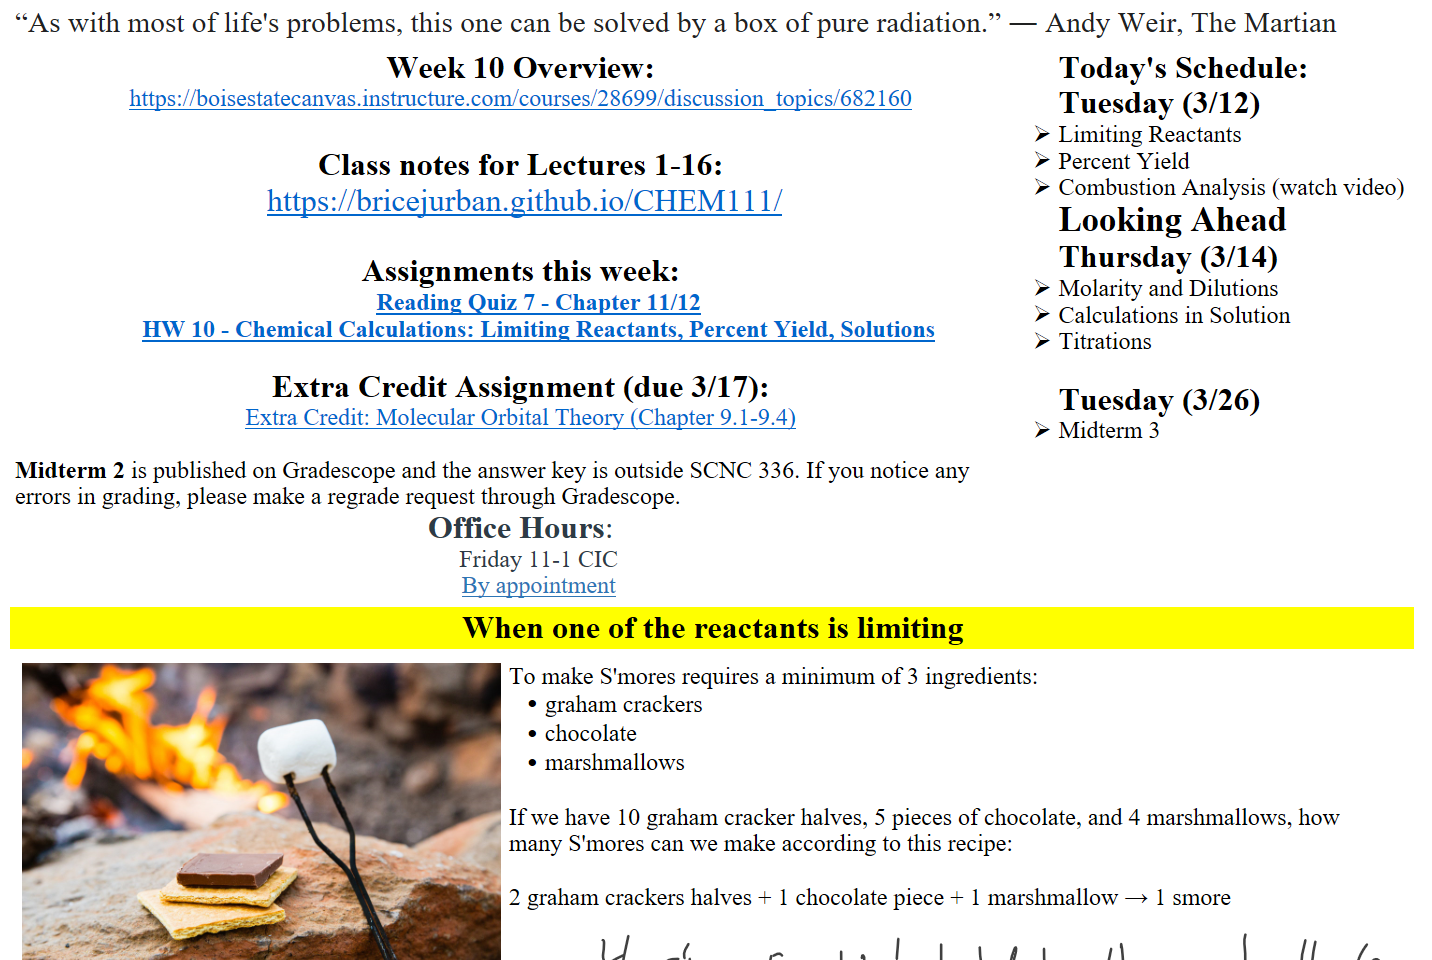 “As with most of life's problems, this one can be solved by a box of pure radiation.” — Andy Weir, The Martian
Week 10 Overview:
https://boisestatecanvas.instructure.com/courses/28699/discussion_topics/682160
Class notes for Lectures 1-16:
https://bricejurban.github.io/CHEM111/
Assignments this week:
Reading Quiz 7 - Chapter 11/12
HW 10 - Chemical Calculations: Limiting Reactants, Percent Yield, Solutions
Extra Credit Assignment (due 3/17):
Extra Credit: Molecular Orbital Theory (Chapter 9.1-9.4)
Midterm 2 is published on Gradescope and the answer key is outside SCNC 336. If you notice any
errors in grading, please make a regrade request through Gradescope.
Office Hours:
Friday 11-1 CIC
By appointment
Today's Schedule:
Tuesday (3/12)
➢ Limiting Reactants
➢ Percent Yield
➢ Combustion Analysis (watch video)
Looking Ahead
Thursday (3/14)
➢ Molarity and Dilutions
➢ Calculations in Solution
➢ Titrations
Tuesday (3/26)
➢ Midterm 3
When one of the reactants is limiting
To make S'mores requires a minimum of 3 ingredients:
• graham crackers
• chocolate
• marshmallows
If we have 10 graham cracker halves, 5 pieces of chocolate, and 4 marshmallows, how
many S'mores can we make according to this recipe:
2 graham crackers halves + 1 chocolate piece + 1 marshmallow → 1 smore